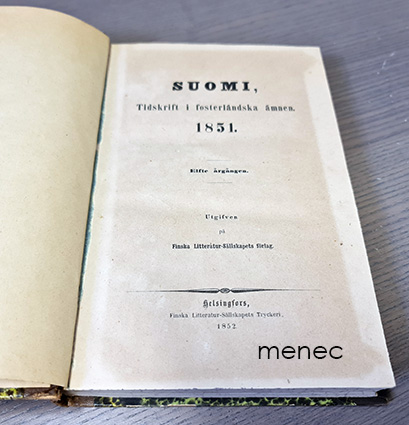 SUOMI,
Tidskrift i fosterländska ämnen.
1851.
Elfte årgången.
Utgifven
på
Finska Litteratur-Sällskapets förlag.
Helsingfors,
Finska Litteratur-Sällskapets Tryckeri,
1852.
menec